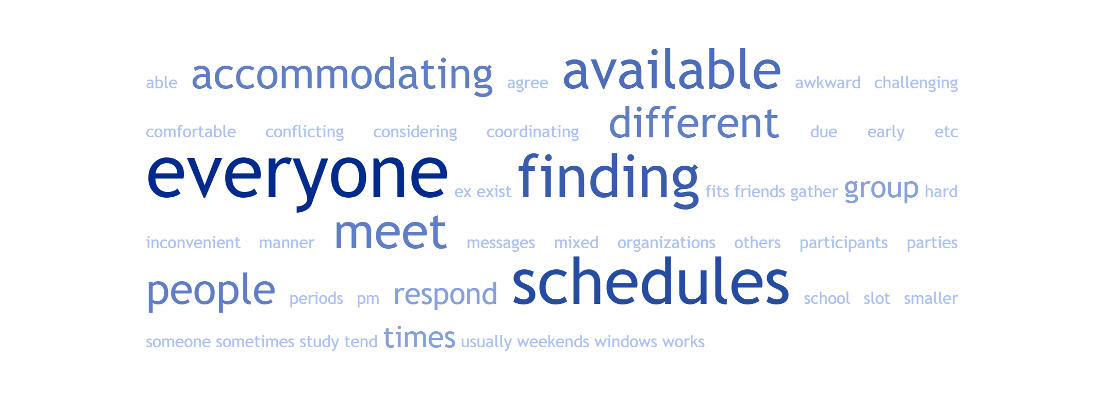 able accommodating agree available awkward challenging
comfortable conflicting considering coordinating different due early etc
everyone ex exist finding fits friends gather group hard
inconvenient manner meet messages mixed organizations others participants parties
people periods pm respond schedules school slot smaller
someone sometimes study tend times usually weekends windows works